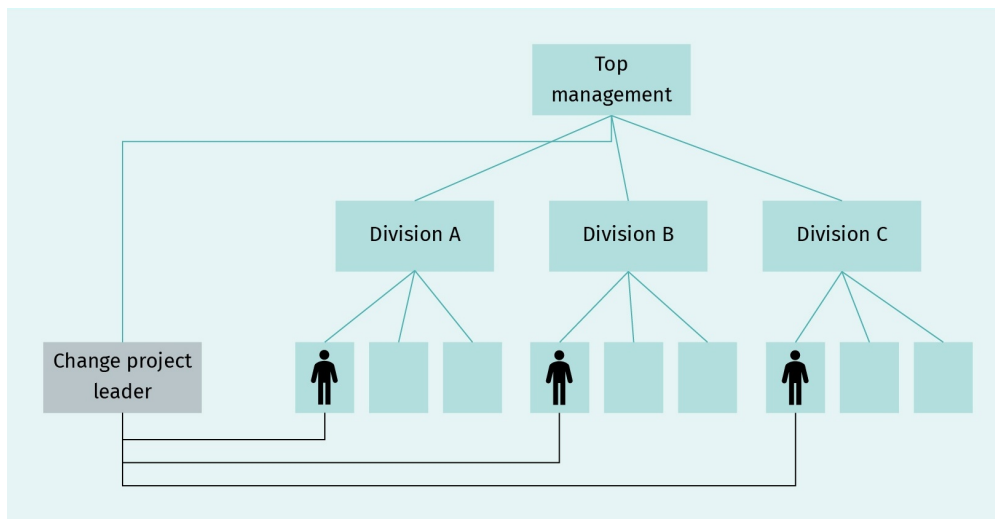 Top
management
Division A
Division B
Division C
Change project
leader